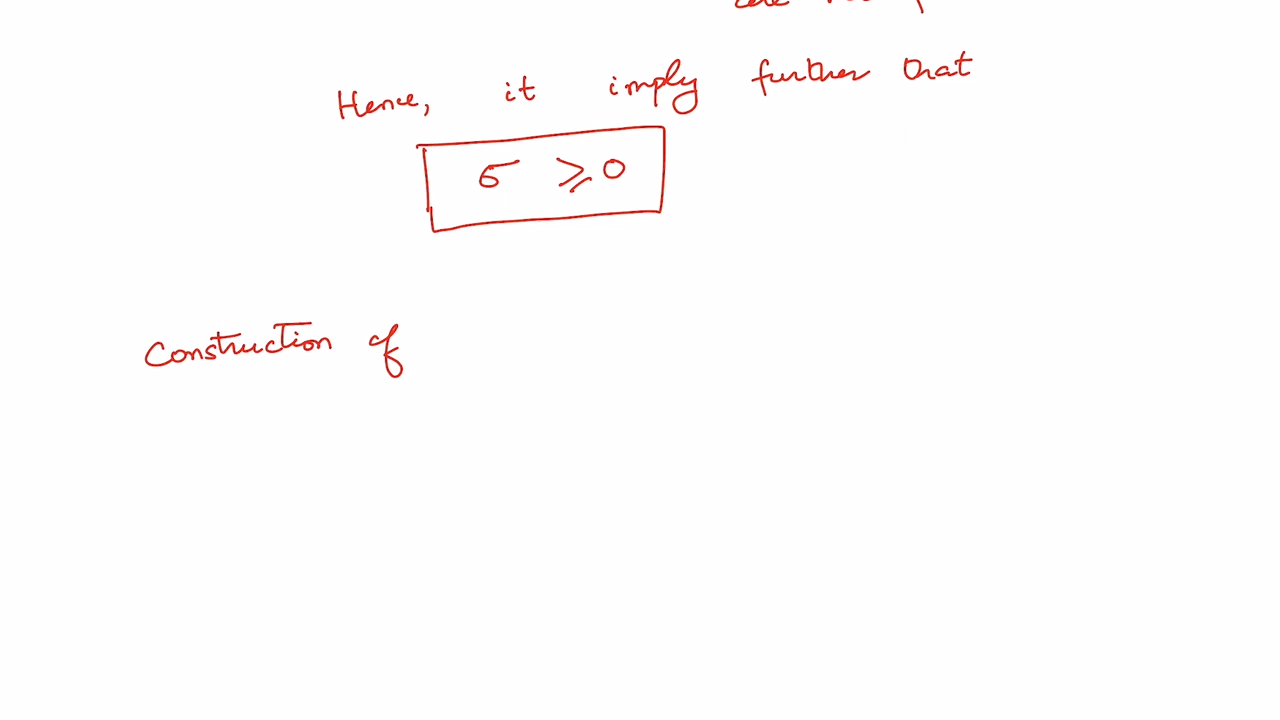 Hence, it imply further that
σ ⩾ 0
Construction of